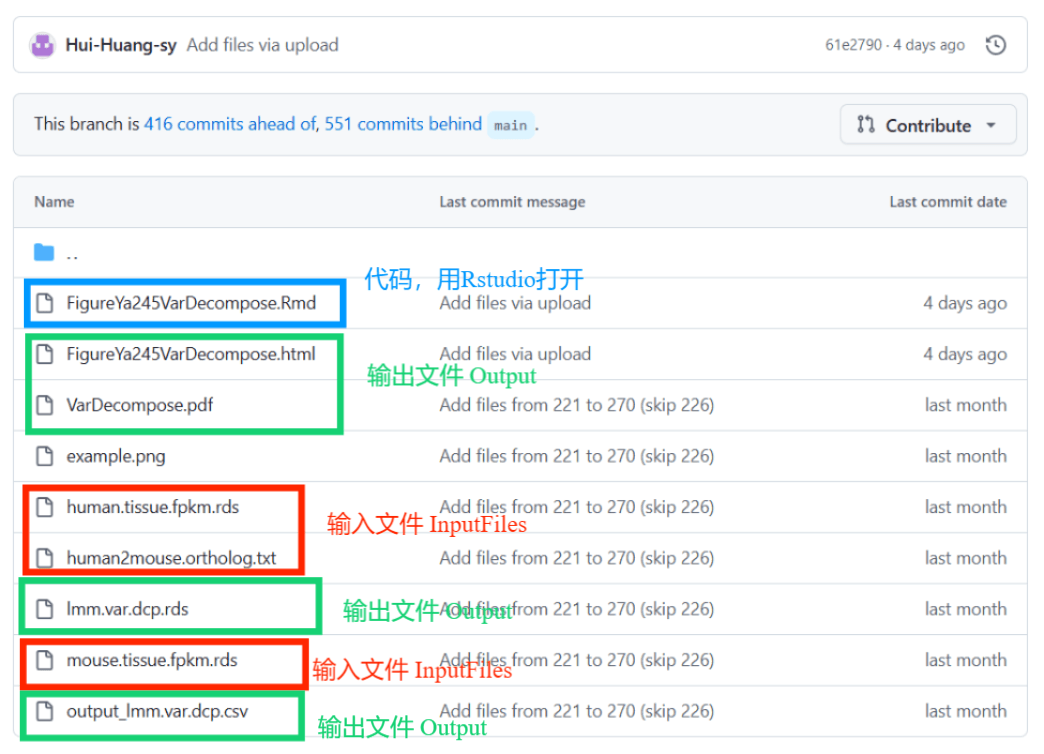 Hui-Huang-sy Add files via upload 61e2790 · 4 days ago
This branch is 416 commits ahead of, 551 commits behind main .
Contribute
Name Last commit message Last commit date
..
代码，用Rstudio打开
FigureYa245VarDecompose.Rmd Add files via upload 4 days ago
FigureYa245VarDecompose.html Add files via upload 4 days ago
输出文件 Output
VarDecompose.pdf Add files from 221 to 270 (skip 226) last month
example.png Add files from 221 to 270 (skip 226) last month
human.tissue.fpkm.rds Add files from 221 to 270 (skip 226) last month
输入文件 InputFiles
human2mouse.ortholog.txt Add files from 221 to 270 (skip 226) last month
lmm.var.dcp.rds Add files from 221 to 270 (skip 226) last month
输出文件 Output
mouse.tissue.fpkm.rds Add files from 221 to 270 (skip 226) last month
输入文件 InputFiles
output_lmm.var.dcp.csv Add files from 221 to 270 (skip 226) last month
输出文件 Output